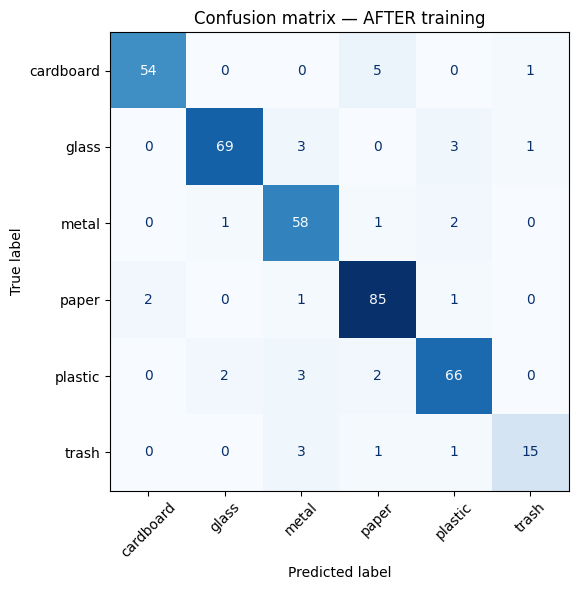 Confusion matrix — AFTER training
True label
cardboard 54 0 0 5 0 1
glass 0 69 3 0 3 1
metal 0 1 58 1 2 0
paper 2 0 1 85 1 0
plastic 0 2 3 2 66 0
trash 0 0 3 1 1 15
cardboard glass metal paper plastic trash
Predicted label